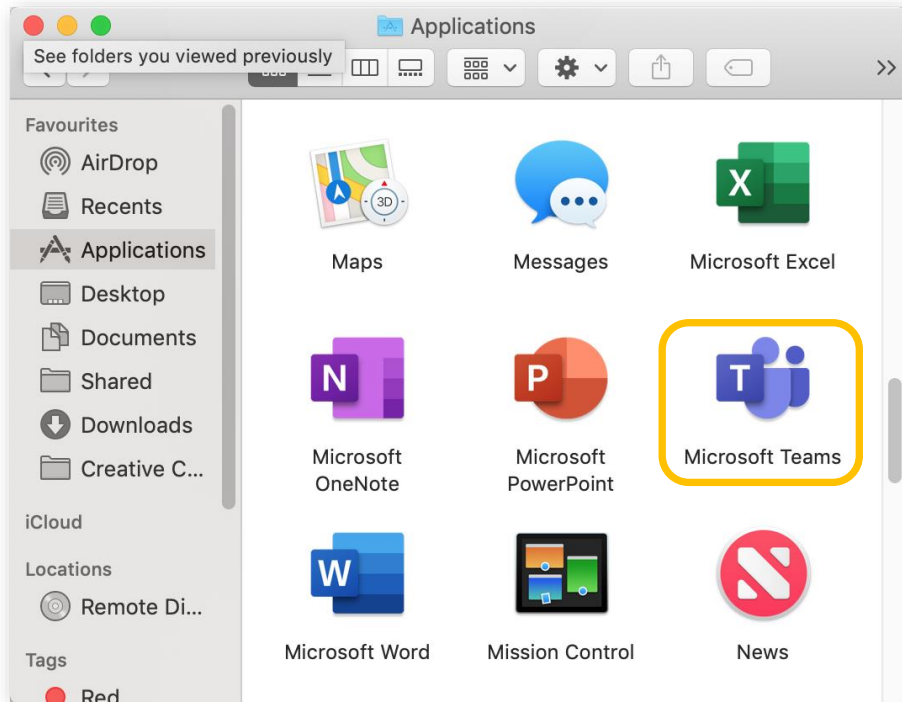 Applications
See folders you viewed previously
Favourites
AirDrop
Recents
Applications
Desktop
Documents
Shared
Downloads
Creative C...
iCloud
Locations
Remote Di...
Tags
Red
3D
Maps
Messages
X
Microsoft Excel
N
Microsoft
OneNote
P
Microsoft
PowerPoint
T
Microsoft Teams
W
Microsoft Word
Mission Control
News